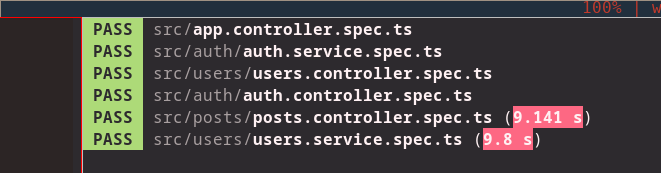 100% | w
PASS src/app.controller.spec.ts
PASS src/auth/auth.service.spec.ts
PASS src/users/users.controller.spec.ts
PASS src/auth/auth.controller.spec.ts
PASS src/posts/posts.controller.spec.ts (9.141 s)
PASS src/users/users.service.spec.ts (9.8 s)